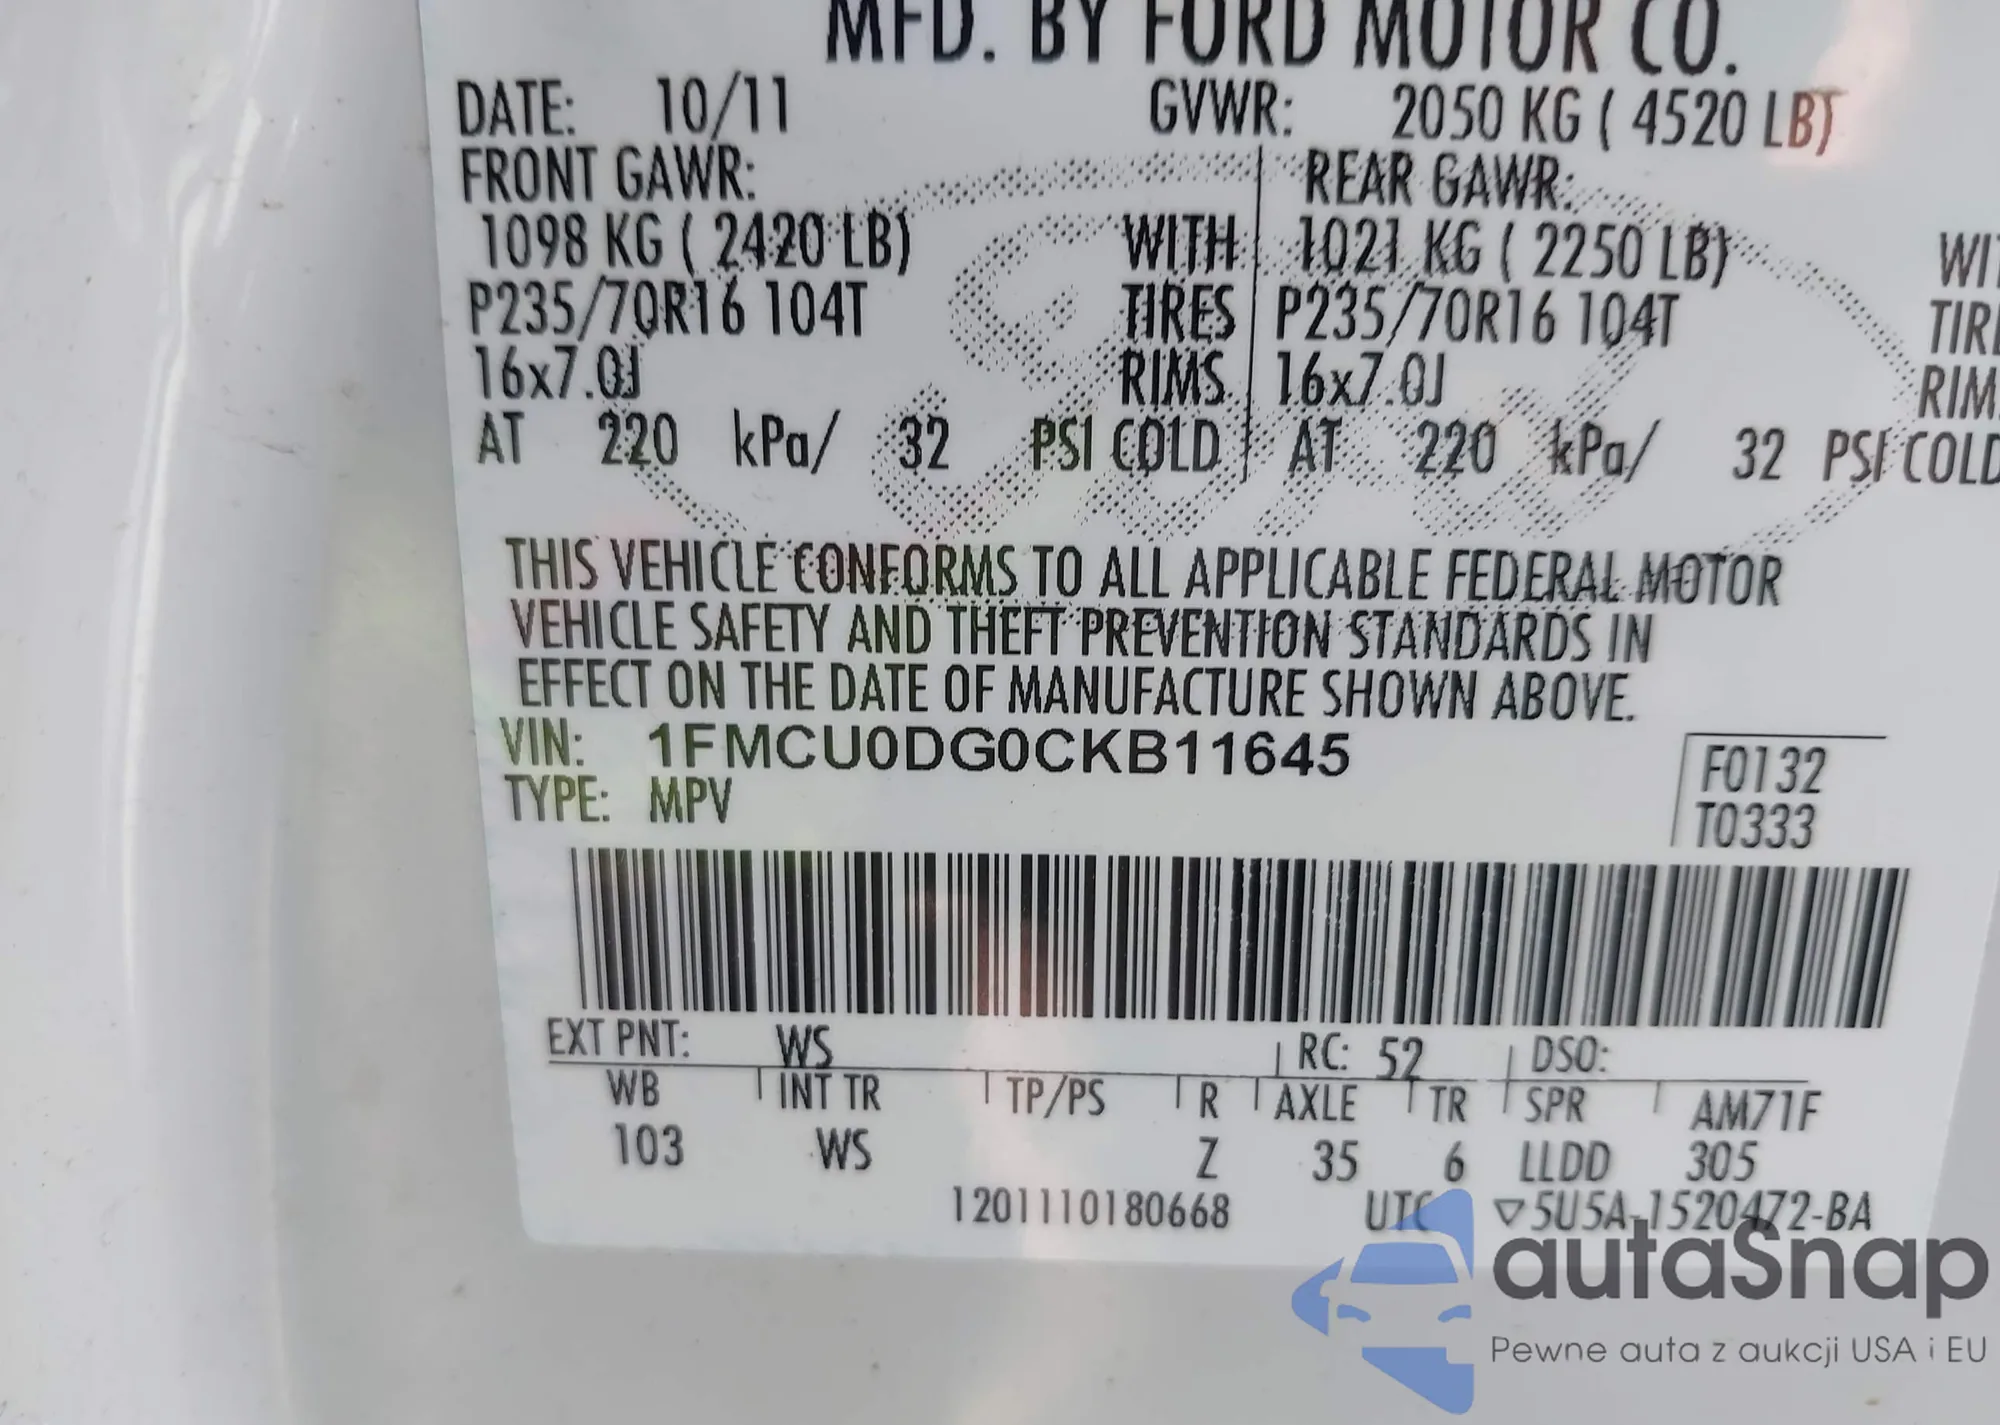 MFD. BY FORD MOTOR CO.
DATE: 10/11 GVWR: 2050 KG ( 4520 LB)
FRONT GAWR: REAR GAWR:
1098 KG ( 2420 LB) WITH 1021 KG ( 2250 LB)
P235/70R16 104T TIRES P235/70R16 104T
16x7.0J RIMS 16x7.0J
AT 220 kPa/ 32 PSI COLD AT 220 kPa/ 32 PSI COLD
THIS VEHICLE CONFORMS TO ALL APPLICABLE FEDERAL MOTOR
VEHICLE SAFETY AND THEFT PREVENTION STANDARDS IN
EFFECT ON THE DATE OF MANUFACTURE SHOWN ABOVE.
VIN: 1FMCU0DG0CKB11645
TYPE: MPV
F0132
T0333
EXT PNT: WS RC: 52 DSO:
WB INT TR TP/PS R AXLE TR SPR AM71F
103 WS Z 35 6 LLDD 305
1201110180668 UTC ▽5U5A-1520472-BA
autaSnap
Pewne auta z aukcji USA i EU